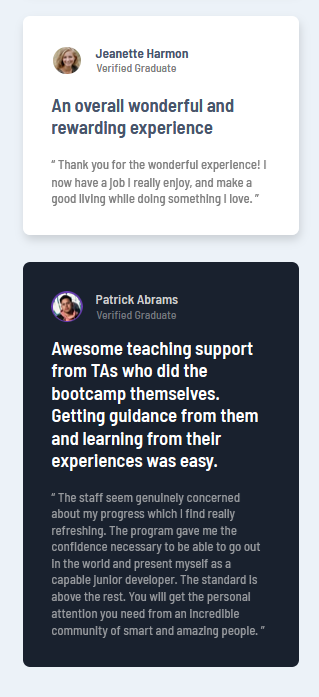 Jeanette Harmon
Verified Graduate
An overall wonderful and
rewarding experience
“ Thank you for the wonderful experience! I
now have a job I really enjoy, and make a
good living while doing something I love. ”
Patrick Abrams
Verified Graduate
Awesome teaching support
from TAs who did the
bootcamp themselves.
Getting guidance from them
and learning from their
experiences was easy.
“ The staff seem genuinely concerned
about my progress which I find really
refreshing. The program gave me the
confidence necessary to be able to go out
in the world and present myself as a
capable junior developer. The standard is
above the rest. You will get the personal
attention you need from an incredible
community of smart and amazing people. ”